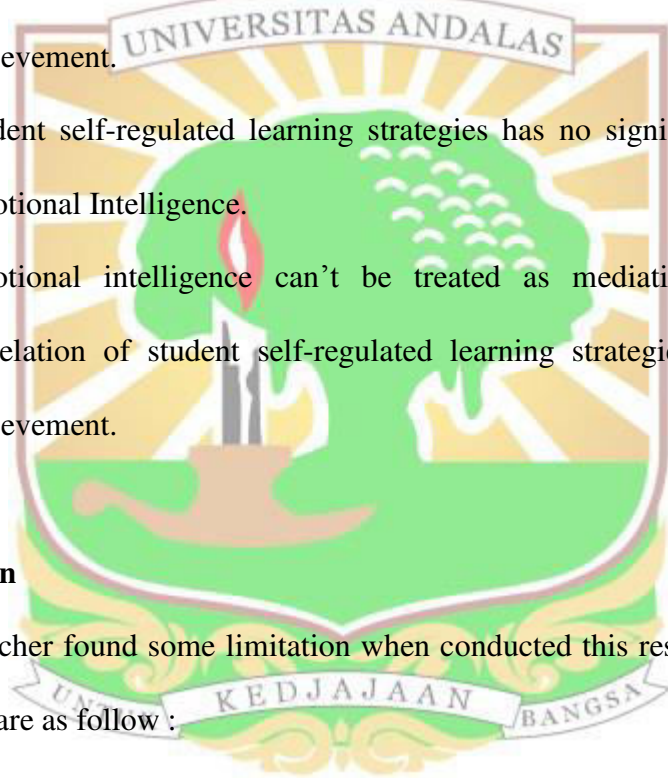 UNIVERSITAS ANDALAS
evement.
dent self-regulated learning strategies has no signi
otional Intelligence.
otional intelligence can't be treated as mediati
elation of student self-regulated learning strategi
evement.
n
cher found some limitation when conducted this res
are as follow :
UNTUK KEDJAJAAN BANGSA